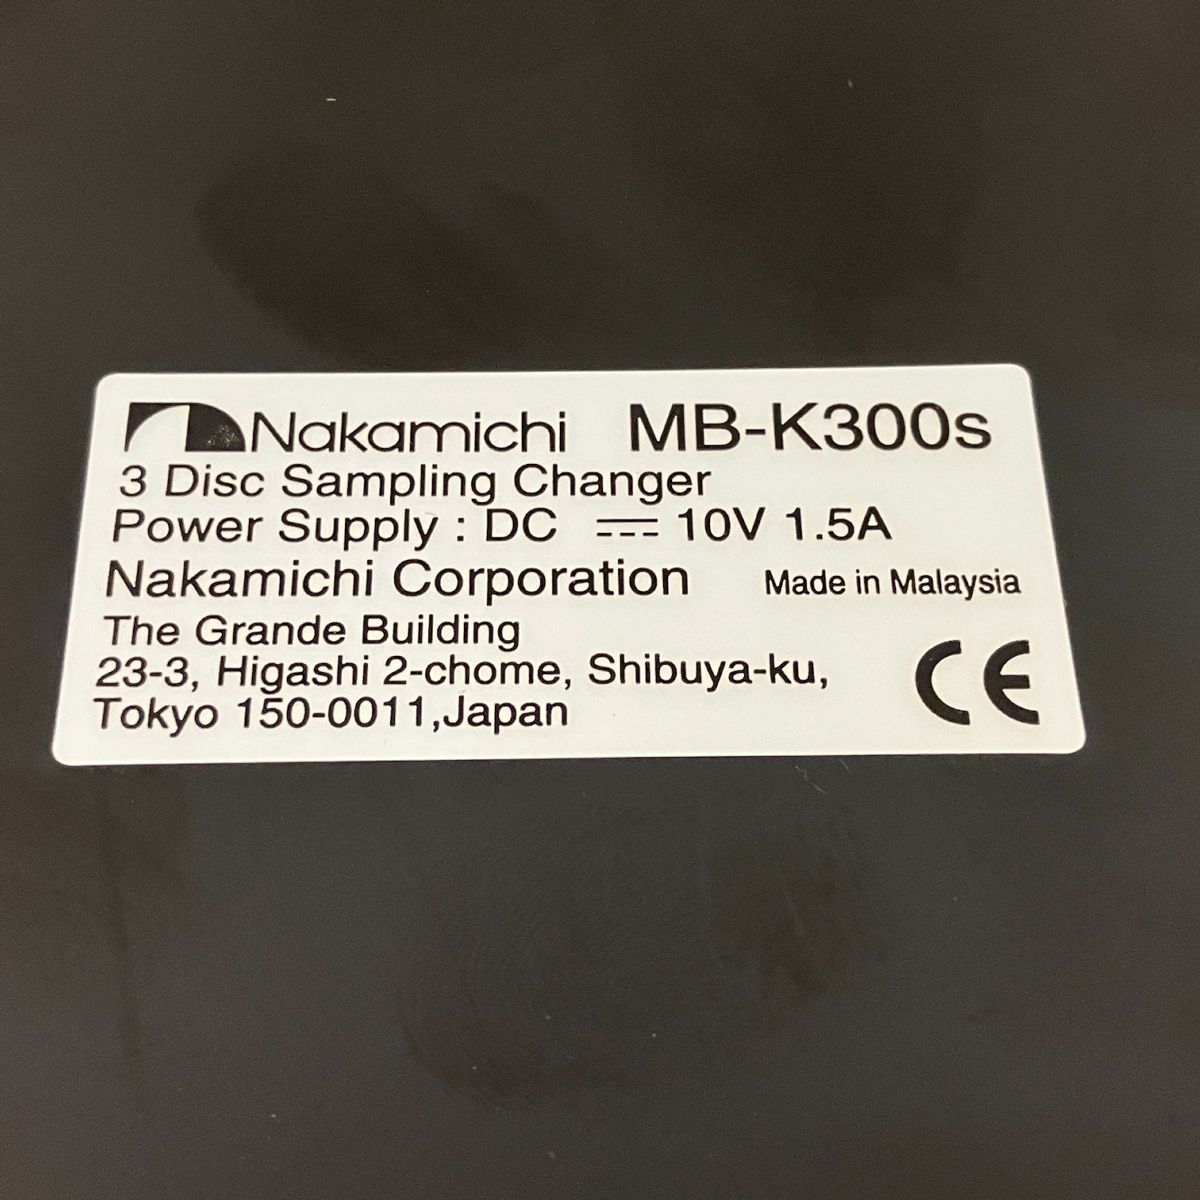 Nakamichi MB-K300s
3 Disc Sampling Changer
Power Supply : DC ⎓ 10V 1.5A
Nakamichi Corporation Made in Malaysia
The Grande Building
23-3, Higashi 2-chome, Shibuya-ku,
Tokyo 150-0011,Japan
CE